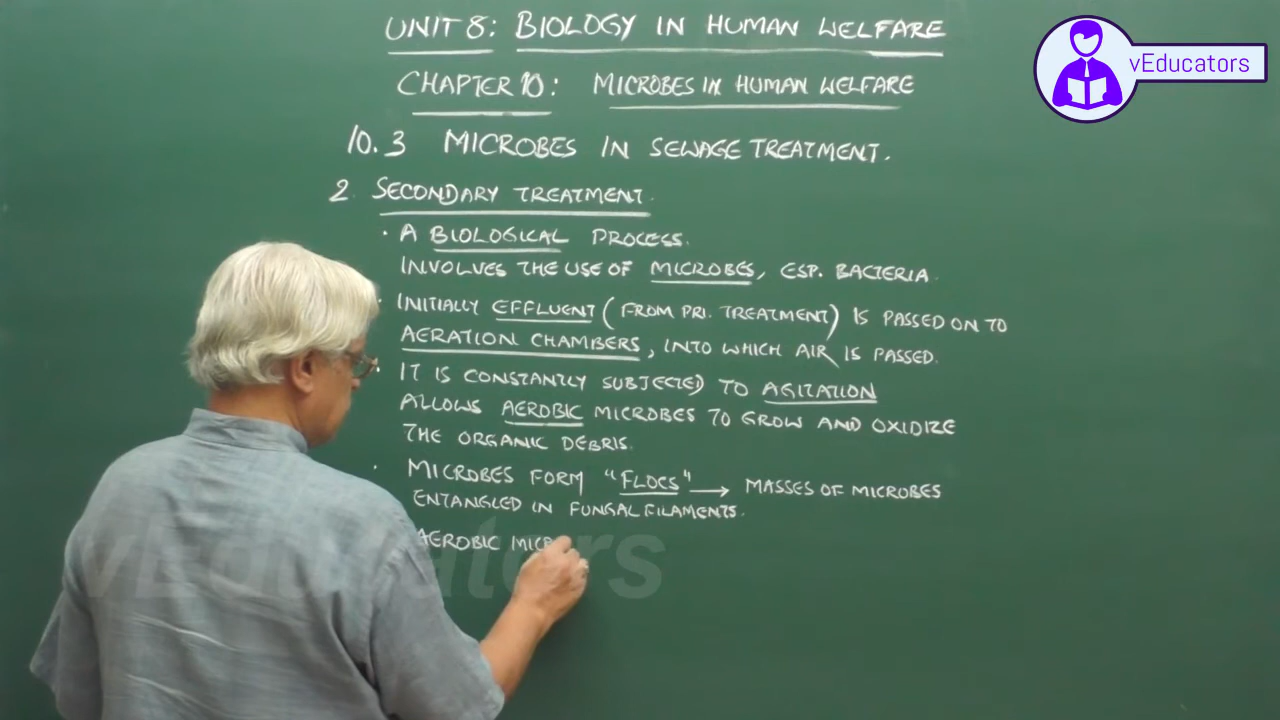 UNIT 8: BIOLOGY IN HUMAN WELFARE
vEducators
CHAPTER 10: MICROBES IN HUMAN WELFARE
10.3 MICROBES IN SEWAGE TREATMENT.
2. SECONDARY TREATMENT.
· A BIOLOGICAL PROCESS.
INVOLVES THE USE OF MICROBES, ESP. BACTERIA.
· INITIALLY EFFLUENT (FROM PRI. TREATMENT) IS PASSED ON TO
AERATION CHAMBERS, INTO WHICH AIR IS PASSED.
· IT IS CONSTANTLY SUBJECTED TO AGITATION
ALLOWS AEROBIC MICROBES TO GROW AND OXIDIZE
THE ORGANIC DEBRIS.
· MICROBES FORM "FLOCS" → MASSES OF MICROBES
ENTANGLED IN FUNGAL FILAMENTS.
AEROBIC MICR
vEducators